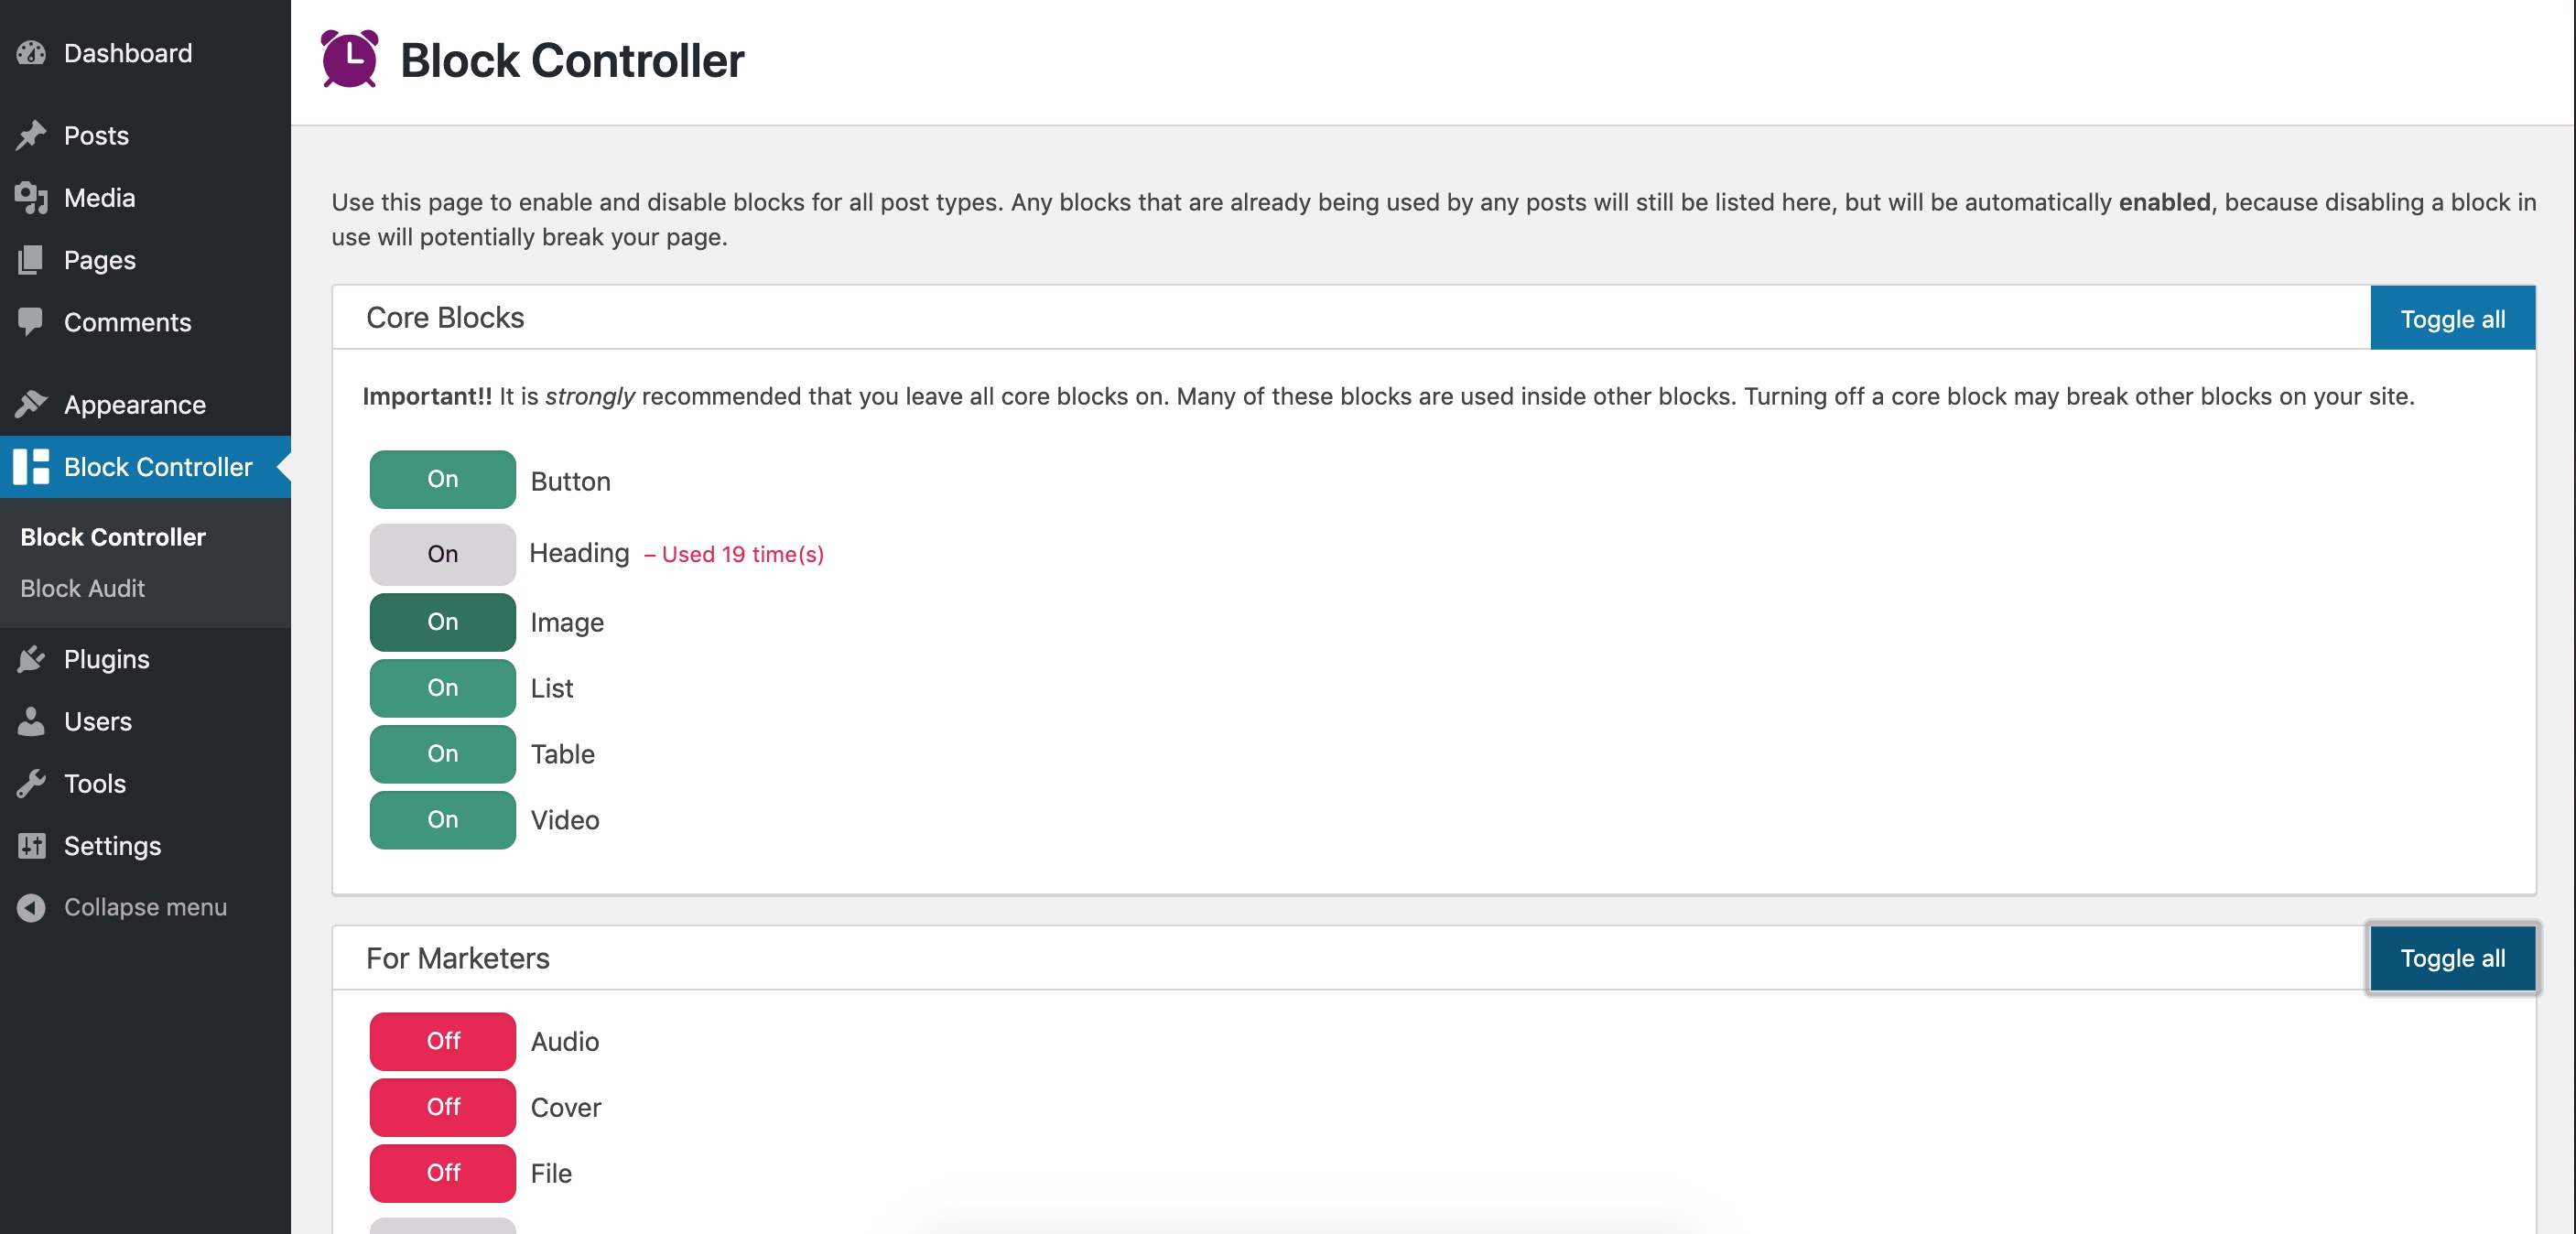 Dashboard
Posts
Media
Pages
Comments
Appearance
Block Controller
Block Controller
Block Audit
Plugins
Users
Tools
Settings
Collapse menu
Block Controller
Use this page to enable and disable blocks for all post types. Any blocks that are already being used by any posts will still be listed here, but will be automatically enabled, because disabling a block in
use will potentially break your page.
Core Blocks
Toggle all
Important!! It is strongly recommended that you leave all core blocks on. Many of these blocks are used inside other blocks. Turning off a core block may break other blocks on your site.
On Button
On Heading – Used 19 time(s)
On Image
On List
On Table
On Video
For Marketers
Toggle all
Off Audio
Off Cover
Off File